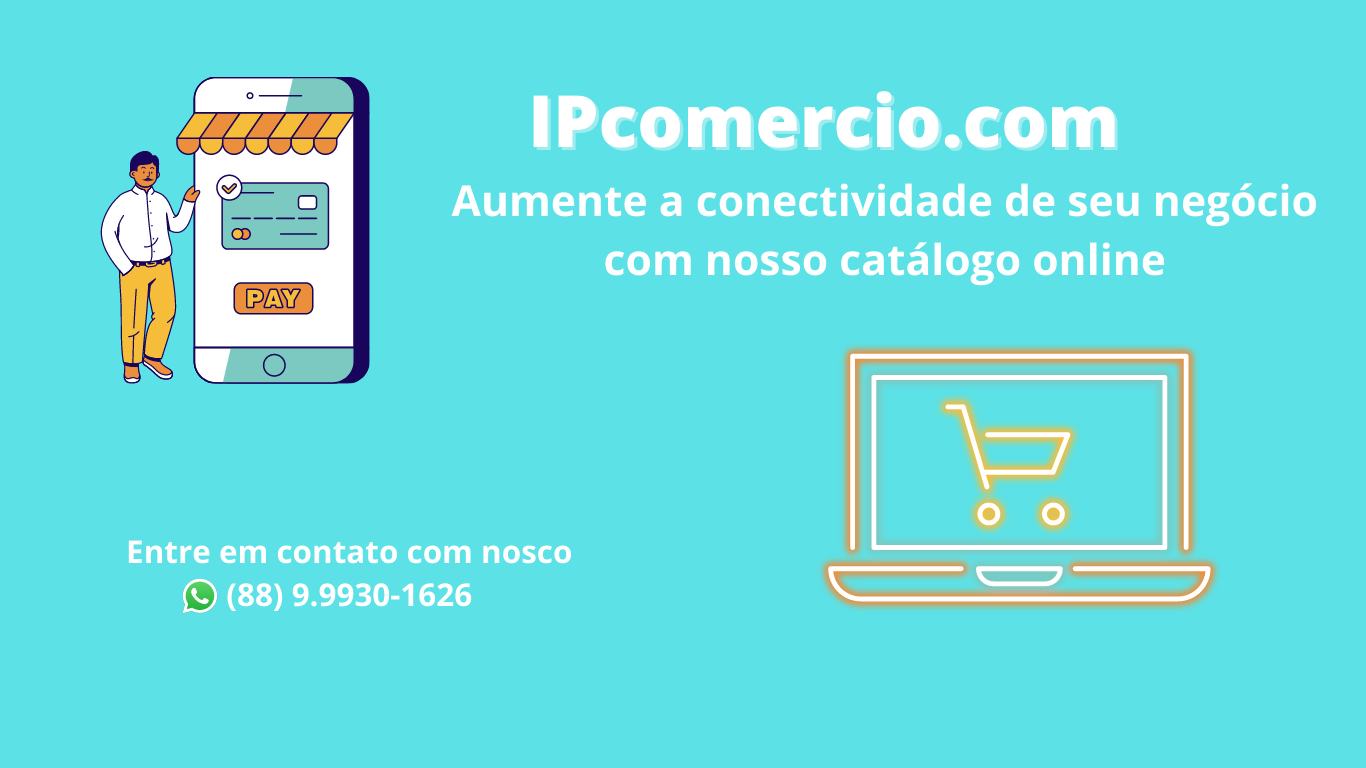 IPcomercio.com
Aumente a conectividade de seu negócio
com nosso catálogo online
PAY
Entre em contato com nosco
(88) 9.9930-1626